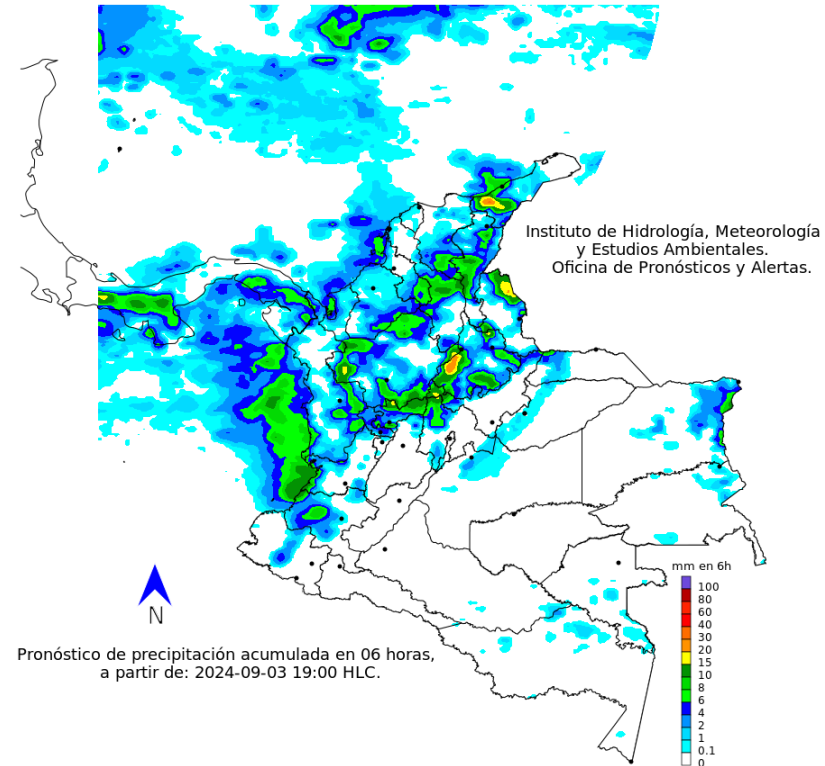 Instituto de Hidrología, Meteorología
y Estudios Ambientales.
Oficina de Pronósticos y Alertas.
mm en 6h
100
80
60
40
30
20
15
10
8
6
4
2
1
0.1
0
N
Pronóstico de precipitación acumulada en 06 horas,
a partir de: 2024-09-03 19:00 HLC.